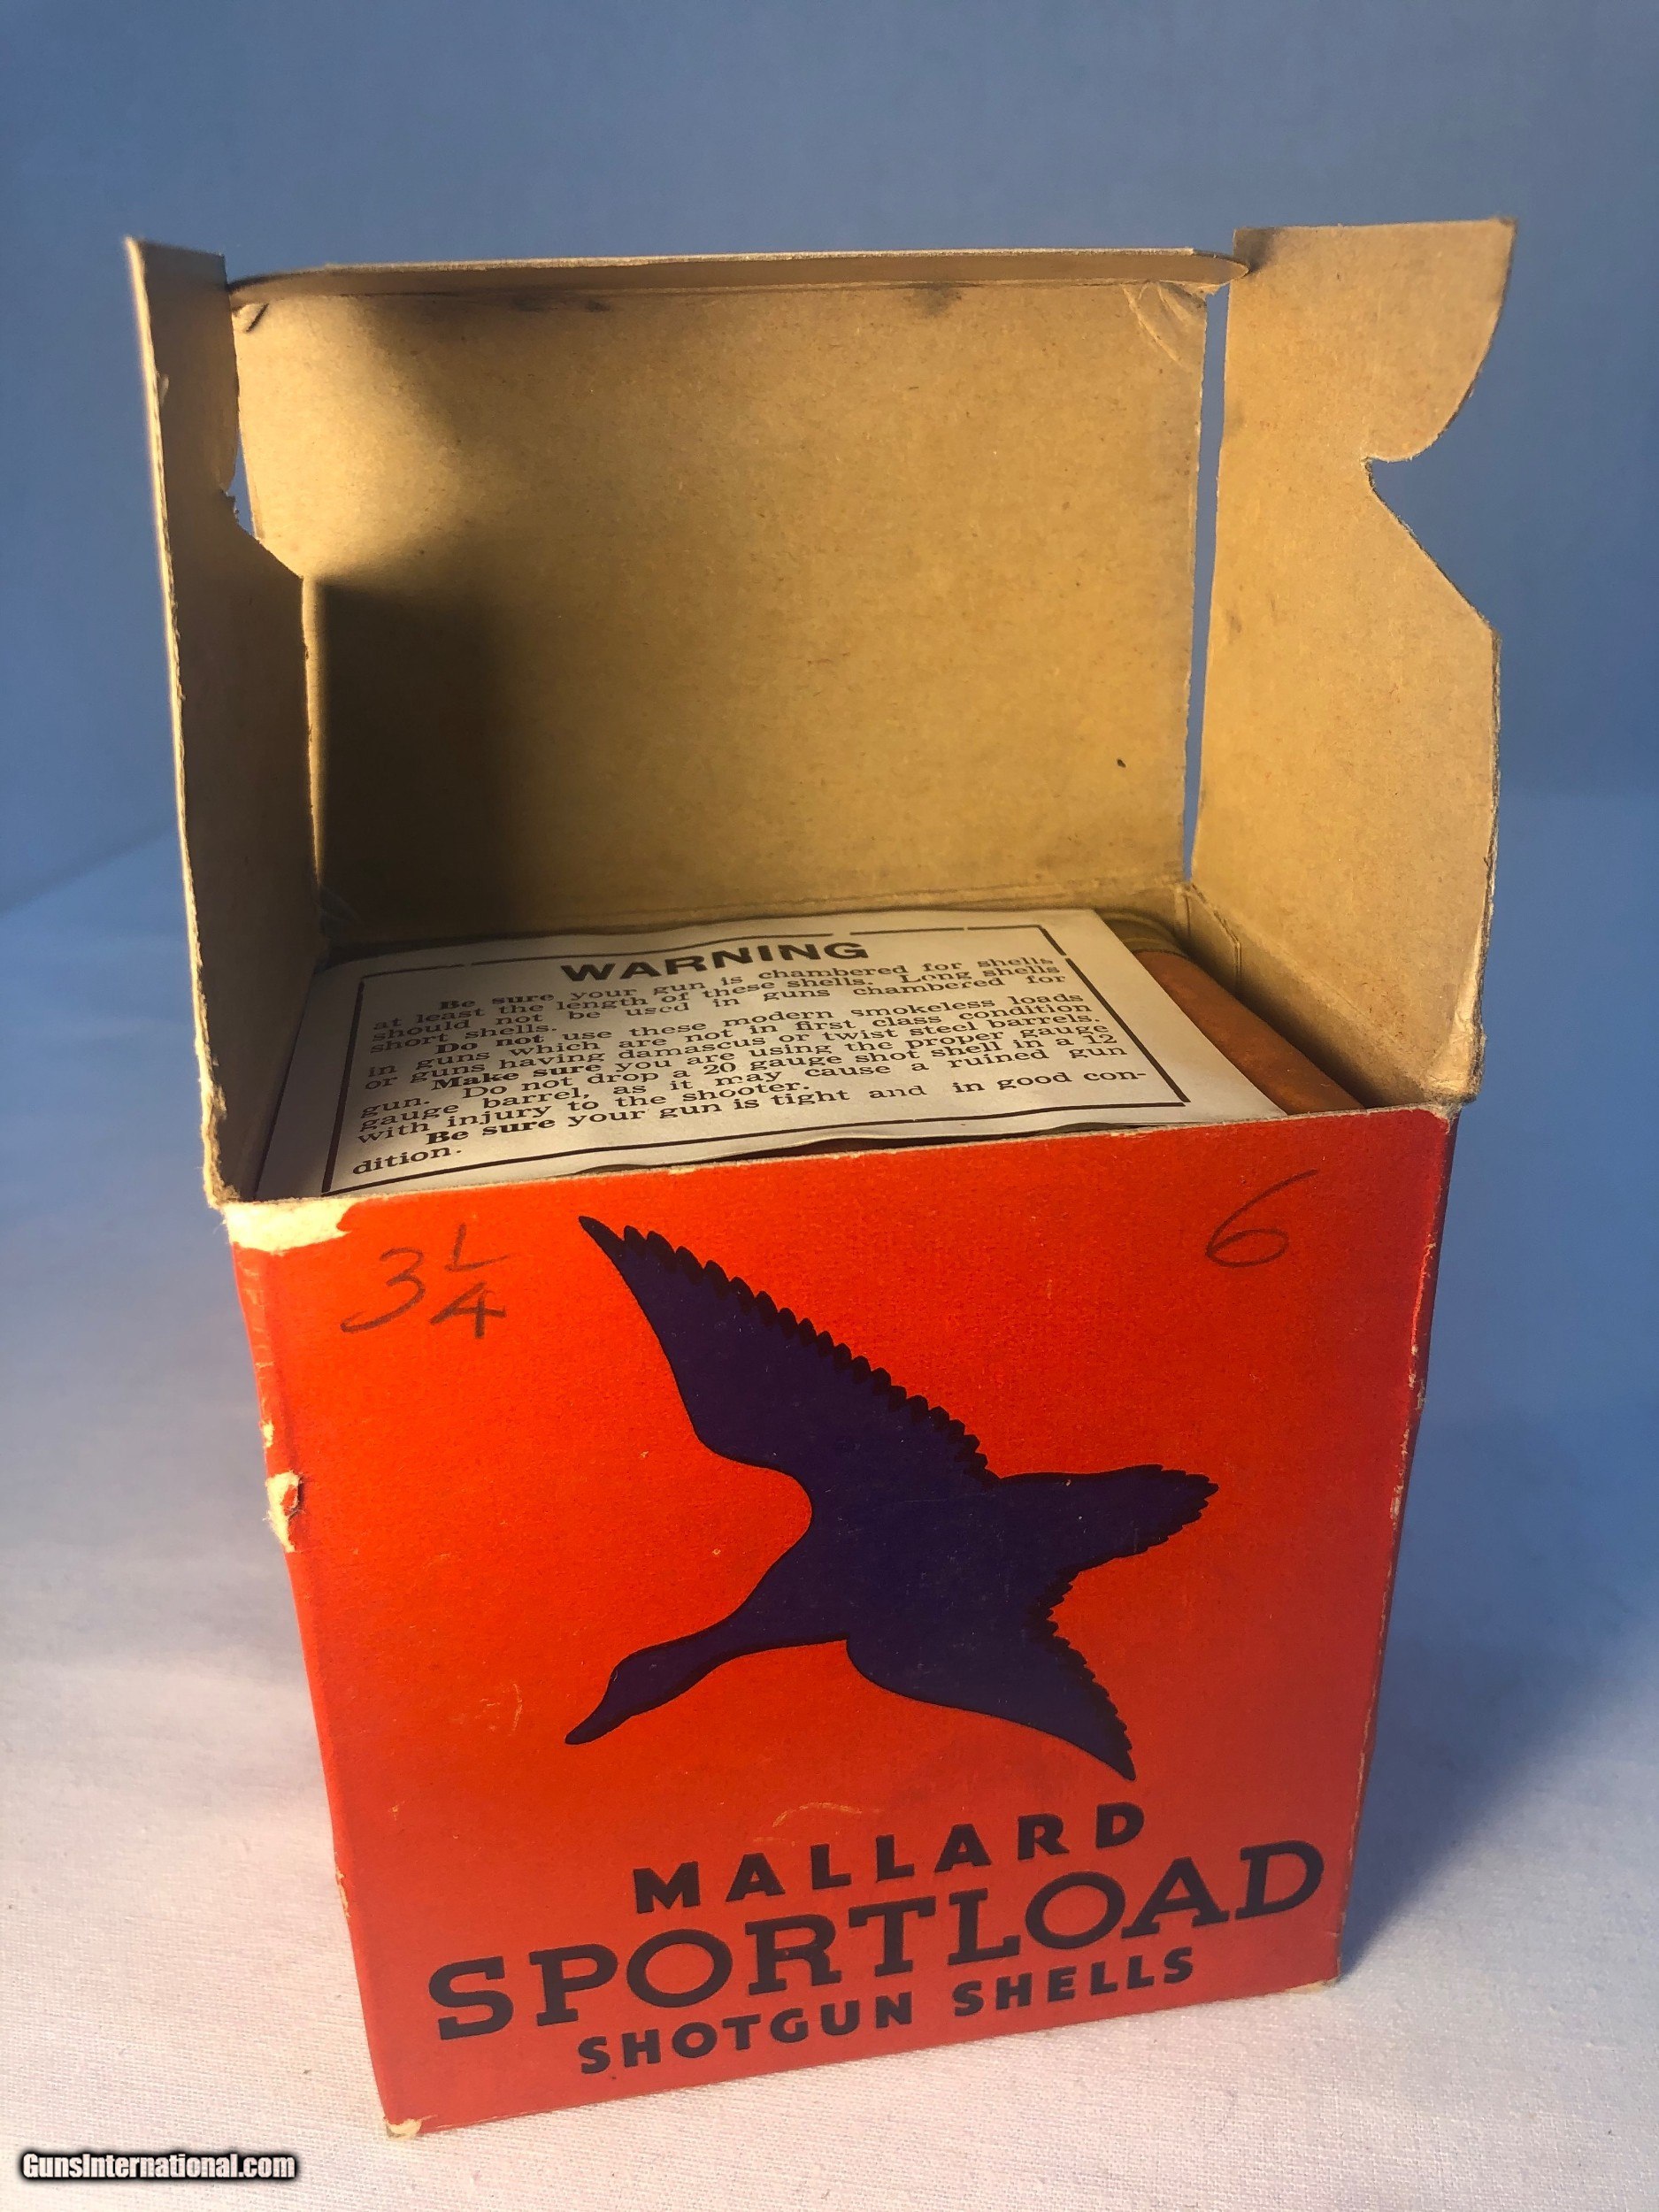 WARNING
Be sure your gun is chambered for shells
at least the length of these shells. Long shells
should not be used in guns chambered for
short shells.
Do not use these modern smokeless loads
in guns which are not in first class condition
or guns having damascus or twist steel barrels.
Make sure you are using the proper gauge
gun. Do not drop a 20 gauge shot shell in a 12
gauge barrel, as it may cause a ruined gun
with injury to the shooter.
Be sure your gun is tight and in good con-
dition.
3 1/4
6
MALLARD
SPORTLOAD
SHOTGUN SHELLS
GunsInternational.com